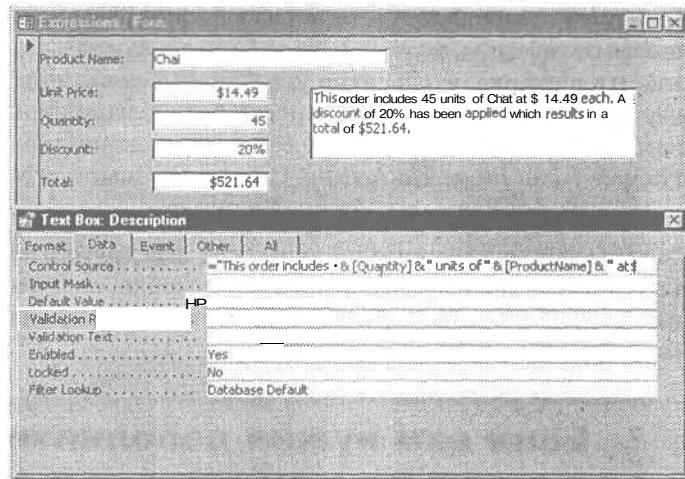 Expressions : Form
Product Name: Chai
Unit Price: $14.49
Quantity: 45
Discount: 20%
Total: $521.64
This order includes 45 units of Chat at $ 14.49 each. A
discount of 20% has been applied which results in a
total of $521.64.
Text Box: Description
Format Data Event Other All
Control Source . . . . . . . . . . ="This order includes • & [Quantity] & " units of " & [ProductName] & " at $
Input Mask . . . . . . . . . . . .
Default Value . . . . . . . . . . HP
Validation R
Validation Text . . . . . . . . . .
Enabled . . . . . . . . . . . . . . Yes
Locked . . . . . . . . . . . . . . No
Filter Lookup . . . . . . . . . . . Database Default